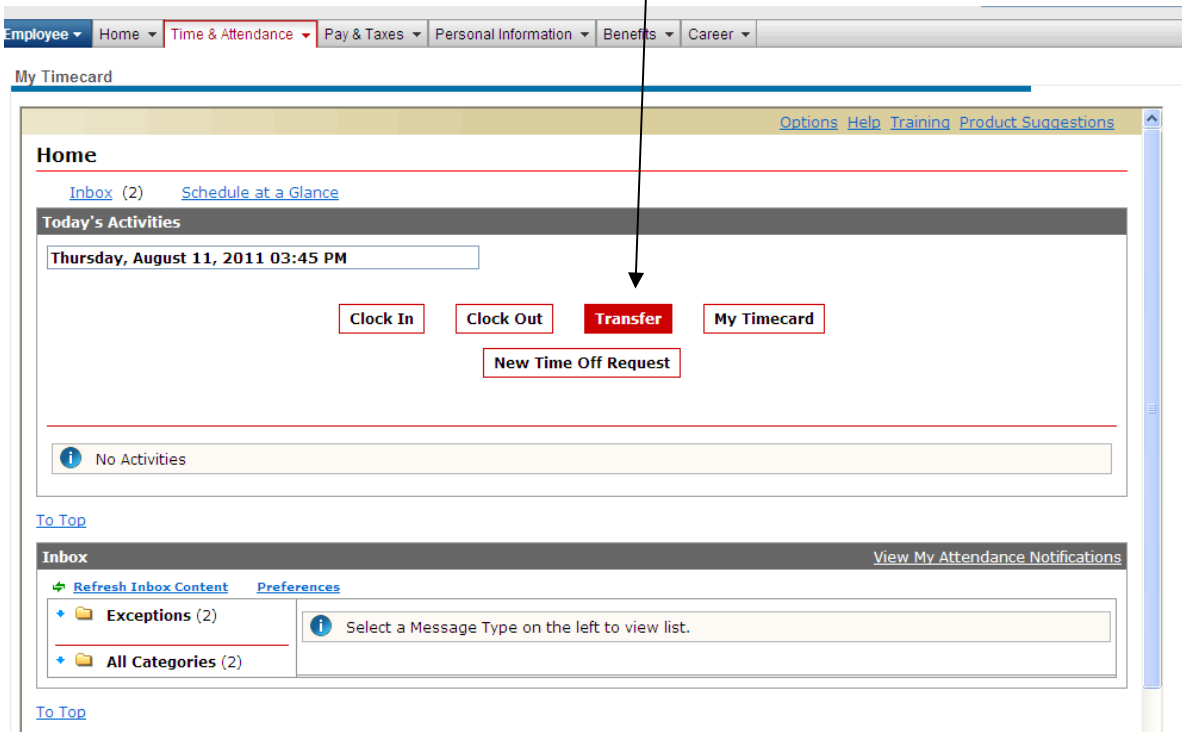 Employee Home Time & Attendance Pay & Taxes Personal Information Benefits Career
My Timecard
Options Help Training Product Suggestions
Home
Inbox (2) Schedule at a Glance
Today's Activities
Thursday, August 11, 2011 03:45 PM
Clock In Clock Out Transfer My Timecard
New Time Off Request
No Activities
To Top
Inbox View My Attendance Notifications
Refresh Inbox Content Preferences
Exceptions (2)
Select a Message Type on the left to view list.
All Categories (2)
To Top